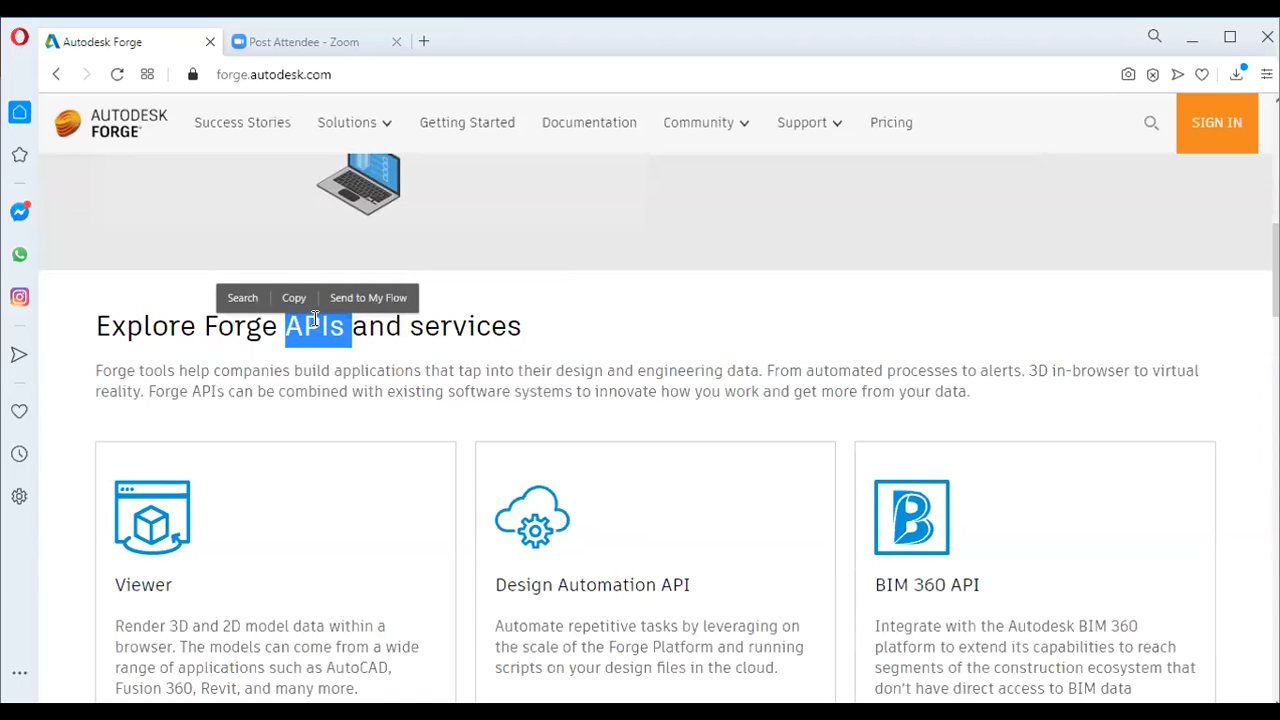 Autodesk Forge
Post Attendee - Zoom
forge.autodesk.com
AUTODESK
FORGE
Success Stories
Solutions
Getting Started
Documentation
Community
Support
Pricing
SIGN IN
Search
Copy
Send to My Flow
Explore Forge APIs and services
Forge tools help companies build applications that tap into their design and engineering data. From automated processes to alerts. 3D in-browser to virtual
reality. Forge APIs can be combined with existing software systems to innovate how you work and get more from your data.
Viewer
Render 3D and 2D model data within a
browser. The models can come from a wide
range of applications such as AutoCAD,
Fusion 360, Revit, and many more.
Design Automation API
Automate repetitive tasks by leveraging on
the scale of the Forge Platform and running
scripts on your design files in the cloud.
BIM 360 API
Integrate with the Autodesk BIM 360
platform to extend its capabilities to reach
segments of the construction ecosystem that
don't have direct access to BIM data